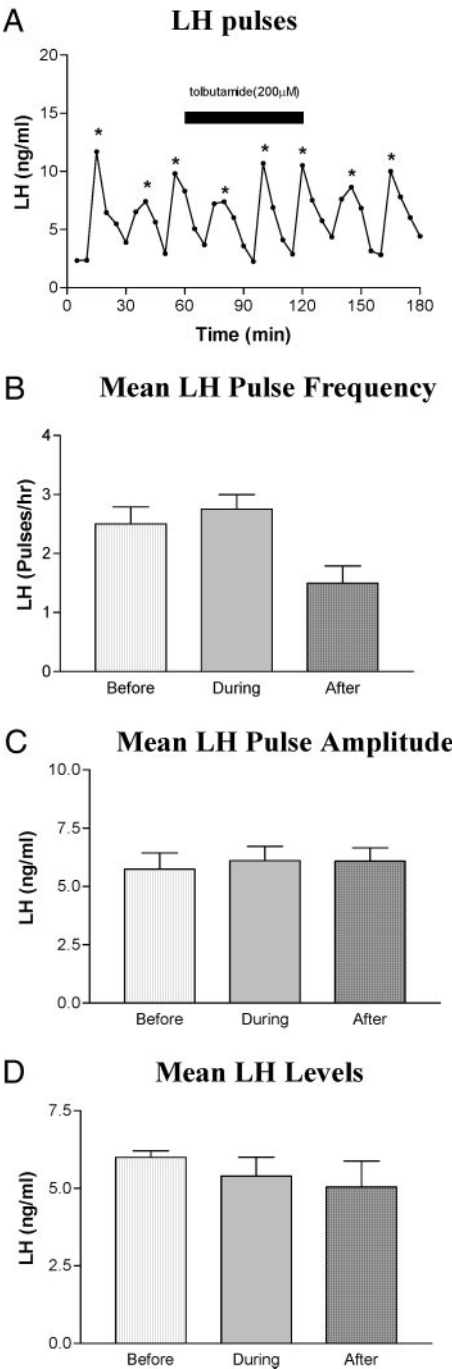 A LH pulses
20
tolbutamide(200µM)
15
10
5
0
LH (ng/ml)
* * * * * * * *
0 30 60 90 120 150 180
Time (min)
B Mean LH Pulse Frequency
4
3
2
1
0
LH (Pulses/hr)
Before During After
C Mean LH Pulse Amplitude
10.0
7.5
5.0
2.5
0.0
LH (ng/ml)
Before During After
D Mean LH Levels
7.5
5.0
2.5
0.0
LH (ng/ml)
Before During After